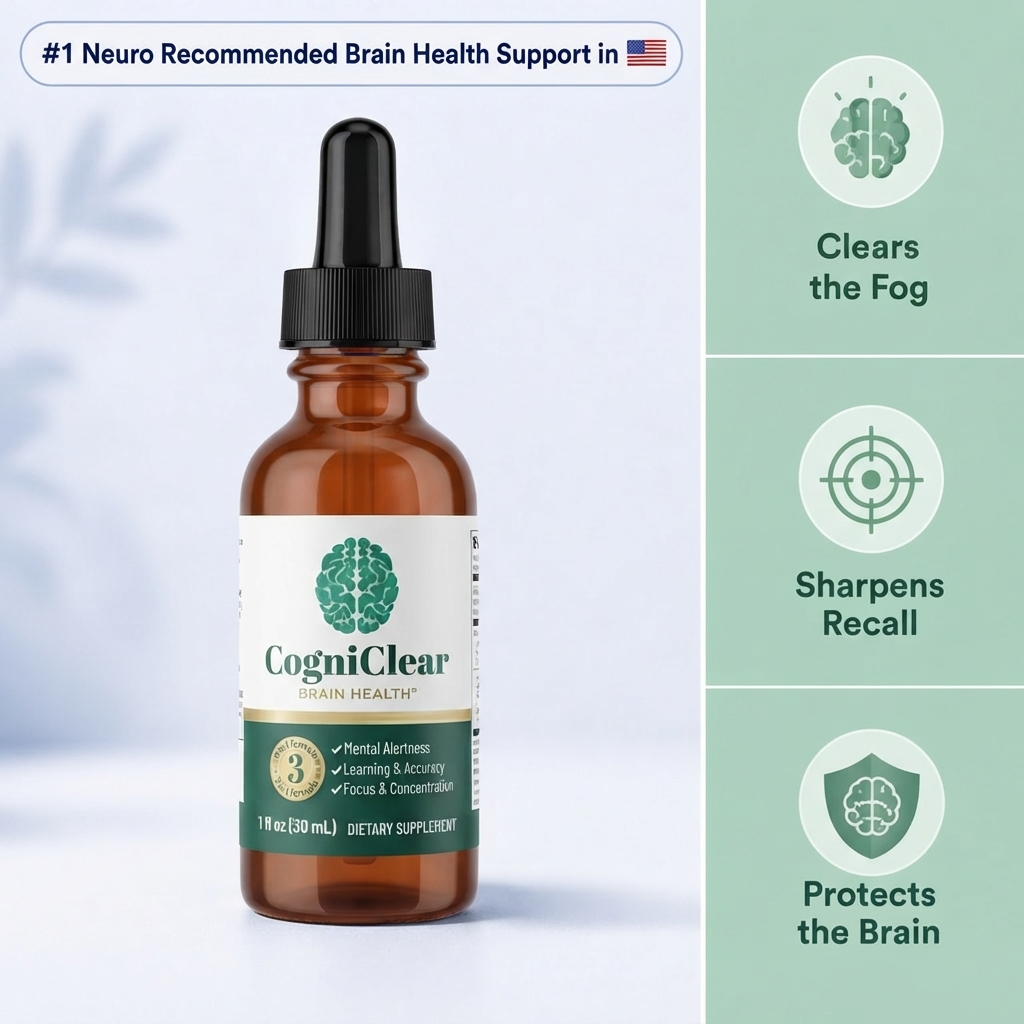 #1 Neuro Recommended Brain Health Support in
Clears
the Fog
Sharpens
Recall
Protects
the Brain
CogniClear
BRAIN HEALTH
3
✓Mental Alertness
✓Learning & Accuracy
✓Focus & Concentration
1 fl oz (30 mL) DIETARY